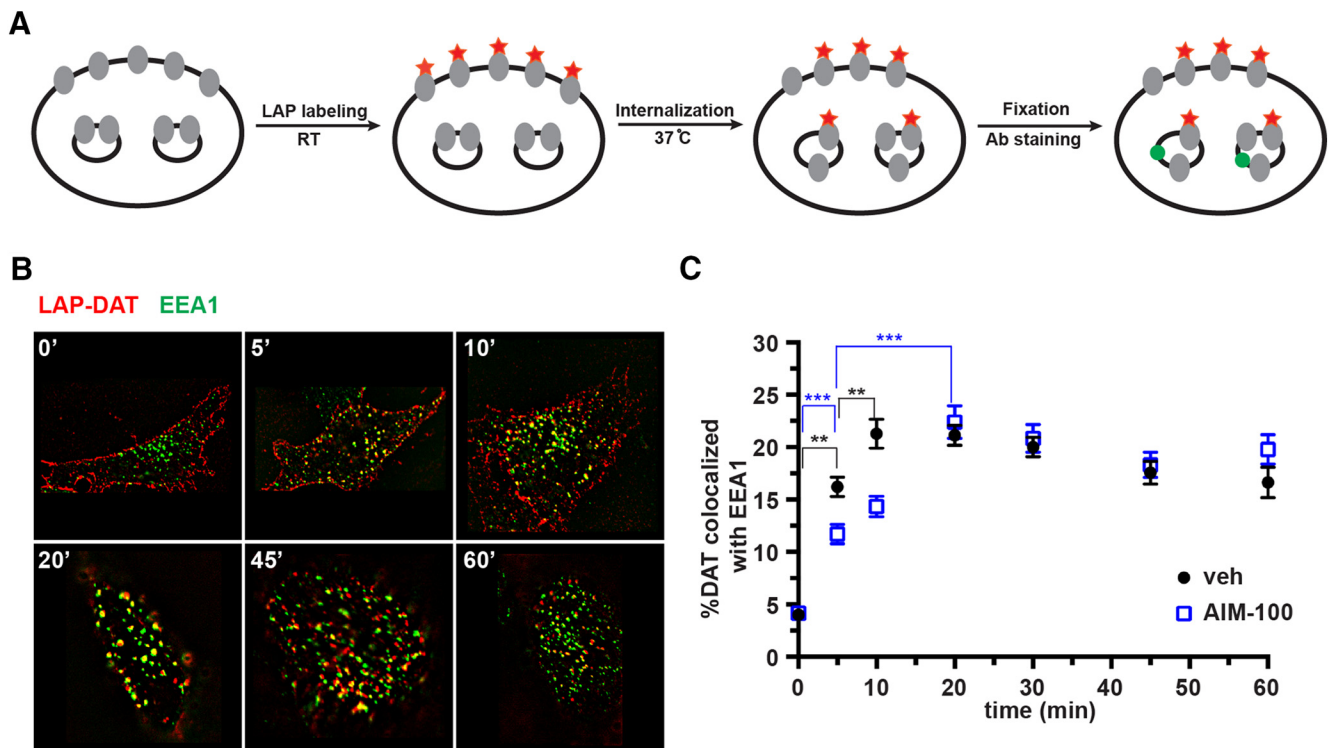 A
LAP labeling
RT
Internalization
37°C
Fixation
Ab staining
B
LAP-DAT EEA1
0’
5’
10’
20’
45’
60’
C
%DAT colocalized
with EEA1
30
25
20
15
10
5
0
***
***
**
**
veh
AIM-100
0 10 20 30 40 50 60
time (min)